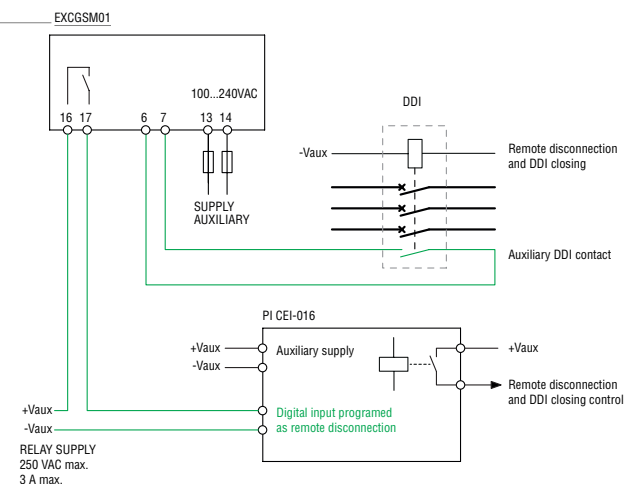 EXCGSM01
100...240VAC
16 17 6 7 13 14
SUPPLY
AUXILIARY
DDI
-Vaux
Remote disconnection
and DDI closing
Auxiliary DDI contact
PI CEI-016
+Vaux
-Vaux
Auxiliary supply
+Vaux
Remote disconnection
and DDI closing control
Digital input programed
as remote disconnection
+Vaux
-Vaux
RELAY SUPPLY
250 VAC max.
3 A max.